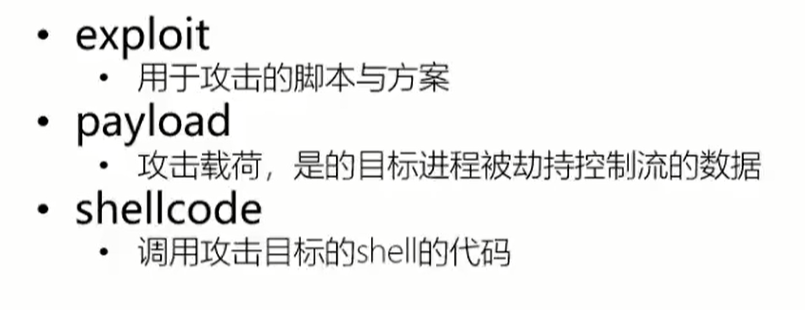 • exploit
• 用于攻击的脚本与方案
• payload
• 攻击载荷，是的目标进程被劫持控制流的数据
• shellcode
• 调用攻击目标的shell的代码